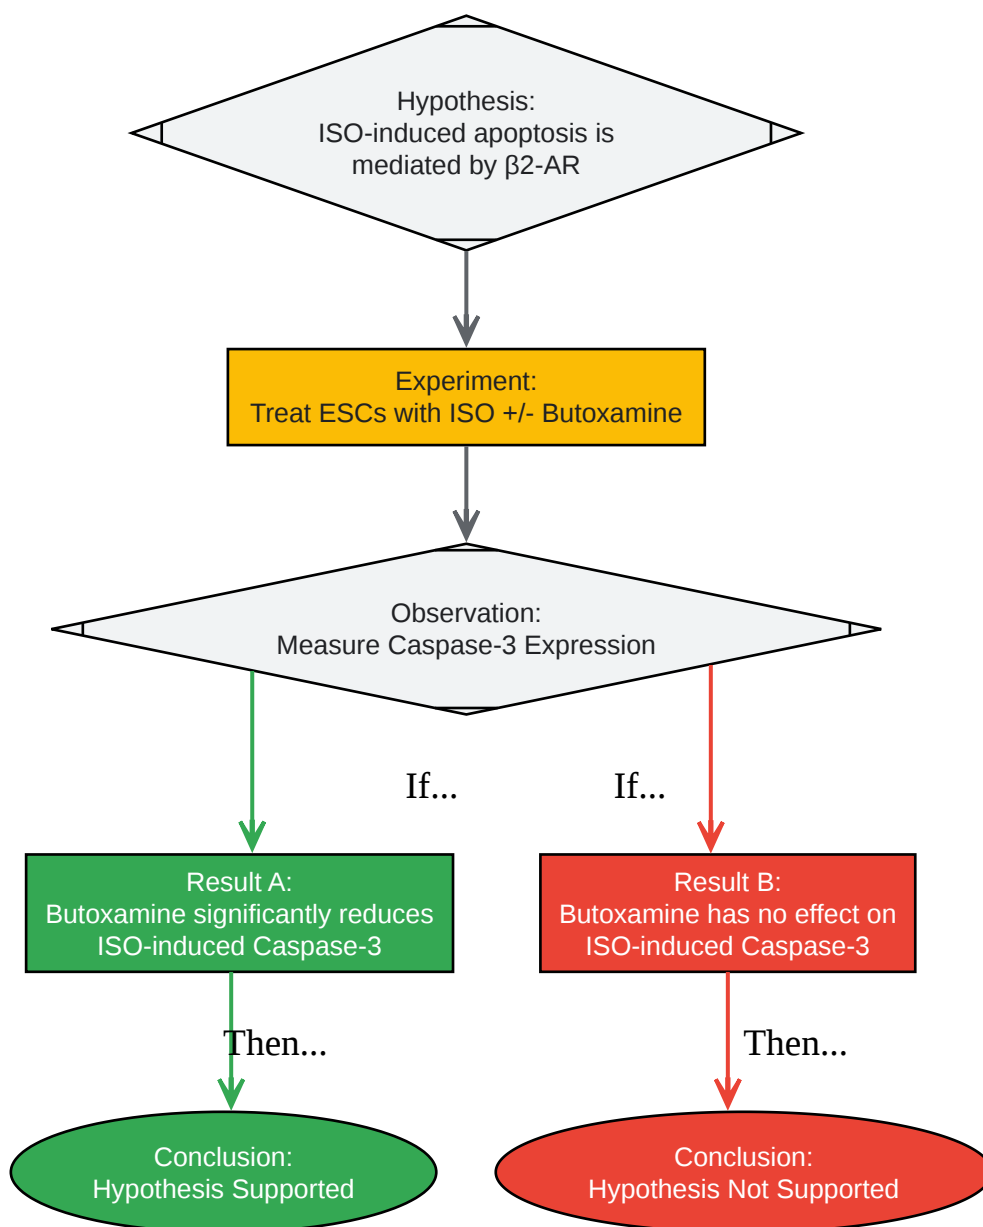 Hypothesis:
ISO-induced apoptosis is
mediated by β2-AR
Experiment:
Treat ESCs with ISO +/- Butoxamine
Observation:
Measure Caspase-3 Expression
If...
If...
Result A:
Butoxamine significantly reduces
ISO-induced Caspase-3
Result B:
Butoxamine has no effect on
ISO-induced Caspase-3
Then...
Then...
Conclusion:
Hypothesis Supported
Conclusion:
Hypothesis Not Supported